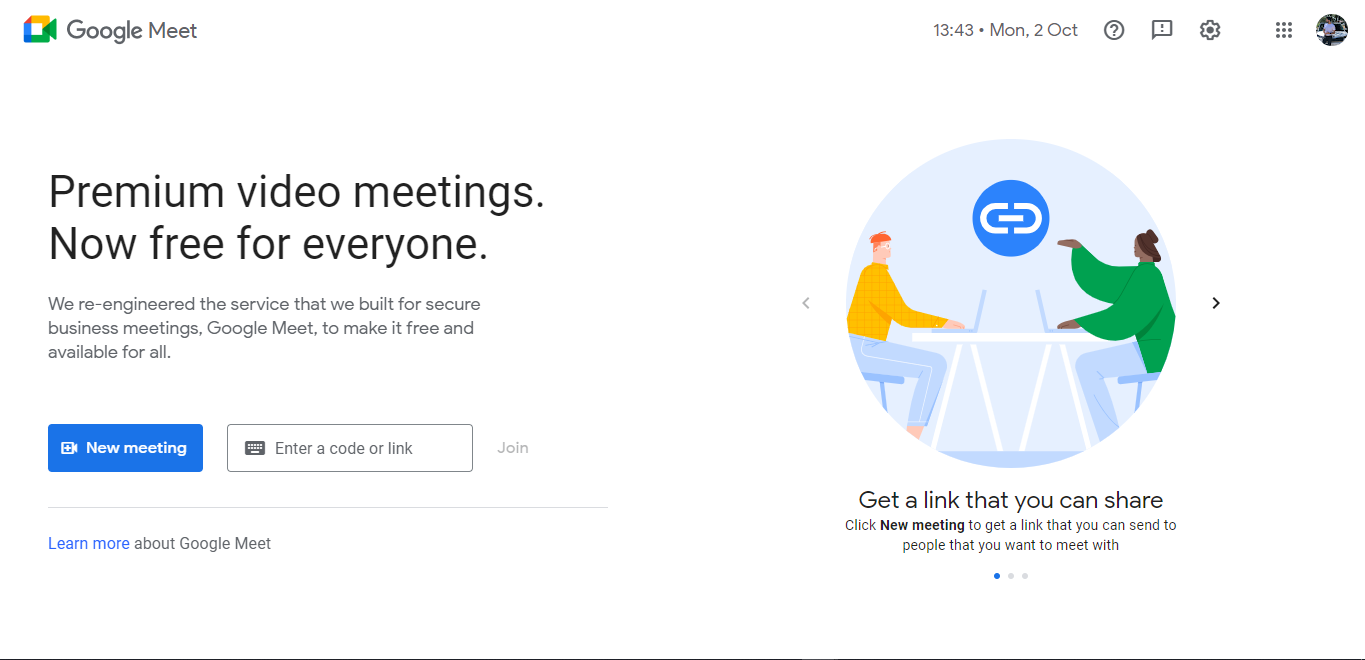 Google Meet
13:43 • Mon, 2 Oct
Premium video meetings.
Now free for everyone.
We re-engineered the service that we built for secure
business meetings, Google Meet, to make it free and
available for all.
New meeting
Enter a code or link
Join
Learn more about Google Meet
Get a link that you can share
Click New meeting to get a link that you can send to
people that you want to meet with